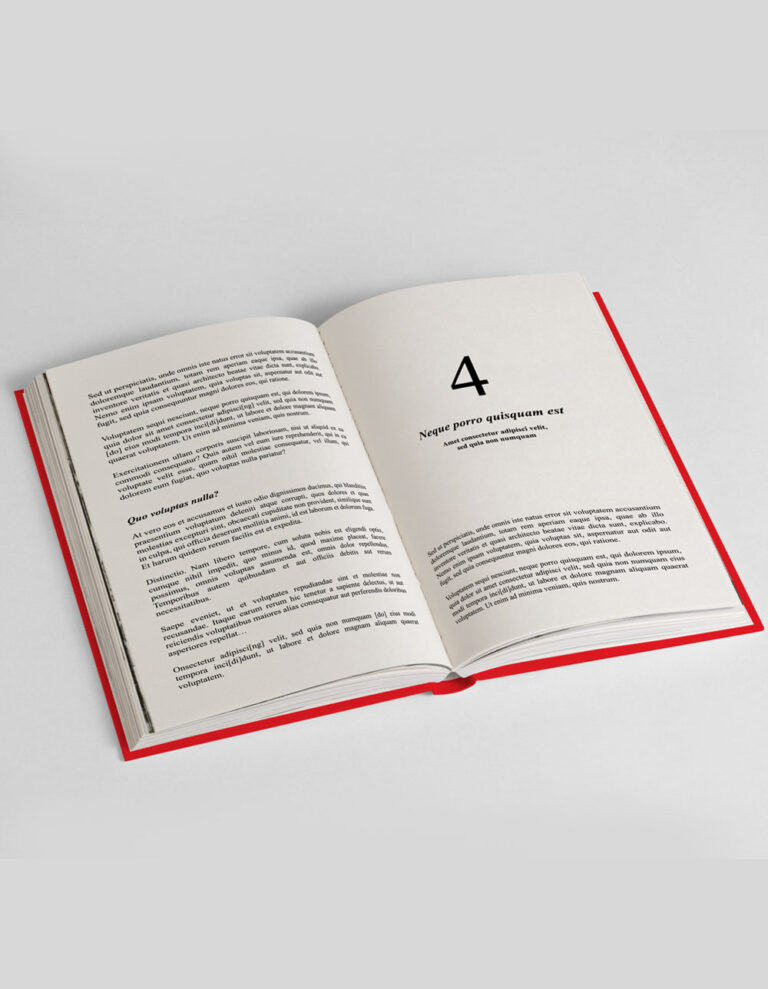 Sed ut perspiciatis, unde omnis iste natus error sit voluptatem accusantium
doloremque laudantium, totam rem aperiam eaque ipsa, quae ab illo
inventore veritatis et quasi architecto beatae vitae dicta sunt, explicabo.
Nemo enim ipsam voluptatem, quia voluptas sit, aspernatur aut odit aut
fugit, sed quia consequuntur magni dolores eos, qui ratione.
Voluptatem sequi nesciunt, neque porro quisquam est, qui dolorem ipsum,
quia dolor sit amet consectetur adipisci[ng] velit, sed quia non numquam
[do] eius modi tempora inci[di]dunt, ut labore et dolore magnam aliquam
quaerat voluptatem. Ut enim ad minima veniam, quis nostrum.
Exercitationem ullam corporis suscipit laboriosam, nisi ut aliquid ex ea
commodi consequatur? Quis autem vel eum iure reprehenderit, qui in ea
voluptate velit esse, quam nihil molestiae consequatur, vel illum, qui
dolorem eum fugiat, quo voluptas nulla pariatur?
Quo voluptas nulla?
At vero eos et accusamus et iusto odio dignissimos ducimus, qui blanditiis
praesentium voluptatum deleniti atque corrupti, quos dolores et quas
molestias excepturi sint, obcaecati cupiditate non provident, similique sunt
in culpa, qui officia deserunt mollitia animi, id est laborum et dolorum fuga.
Et harum quidem rerum facilis est et expedita.
Distinctio. Nam libero tempore, cum soluta nobis est eligendi optio,
cumque nihil impedit, quo minus id, quod maxime placeat, facere
possimus, omnis voluptas assumenda est, omnis dolor repellendus.
Temporibus autem quibusdam et aut officiis debitis aut rerum
necessitatibus.
Saepe eveniet, ut et voluptates repudiandae sint et molestiae non
recusandae. Itaque earum rerum hic tenetur a sapiente delectus, ut aut
reiciendis voluptatibus maiores alias consequatur aut perferendis doloribus
asperiores repellat…
Onsectetur adipisci[ng] velit, sed quia non numquam [do] eius modi
tempora inci[di]dunt, ut labore et dolore magnam aliquam quaerat
voluptatem.
4
Neque porro quisquam est
Amet consectetur adipisci velit,
sed quia non numquam
Sed ut perspiciatis, unde omnis iste natus error sit voluptatem accusantium
doloremque laudantium, totam rem aperiam eaque ipsa, quae ab illo
inventore veritatis et quasi architecto beatae vitae dicta sunt, explicabo.
Nemo enim ipsam voluptatem, quia voluptas sit, aspernatur aut odit aut
fugit, sed quia consequuntur magni dolores eos, qui ratione.
Voluptatem sequi nesciunt, neque porro quisquam est, qui dolorem ipsum,
quia dolor sit amet consectetur adipisci velit, sed quia non numquam eius
modi tempora inci[di]dunt, ut labore et dolore magnam aliquam quaerat
voluptatem. Ut enim ad minima veniam, quis nostrum.